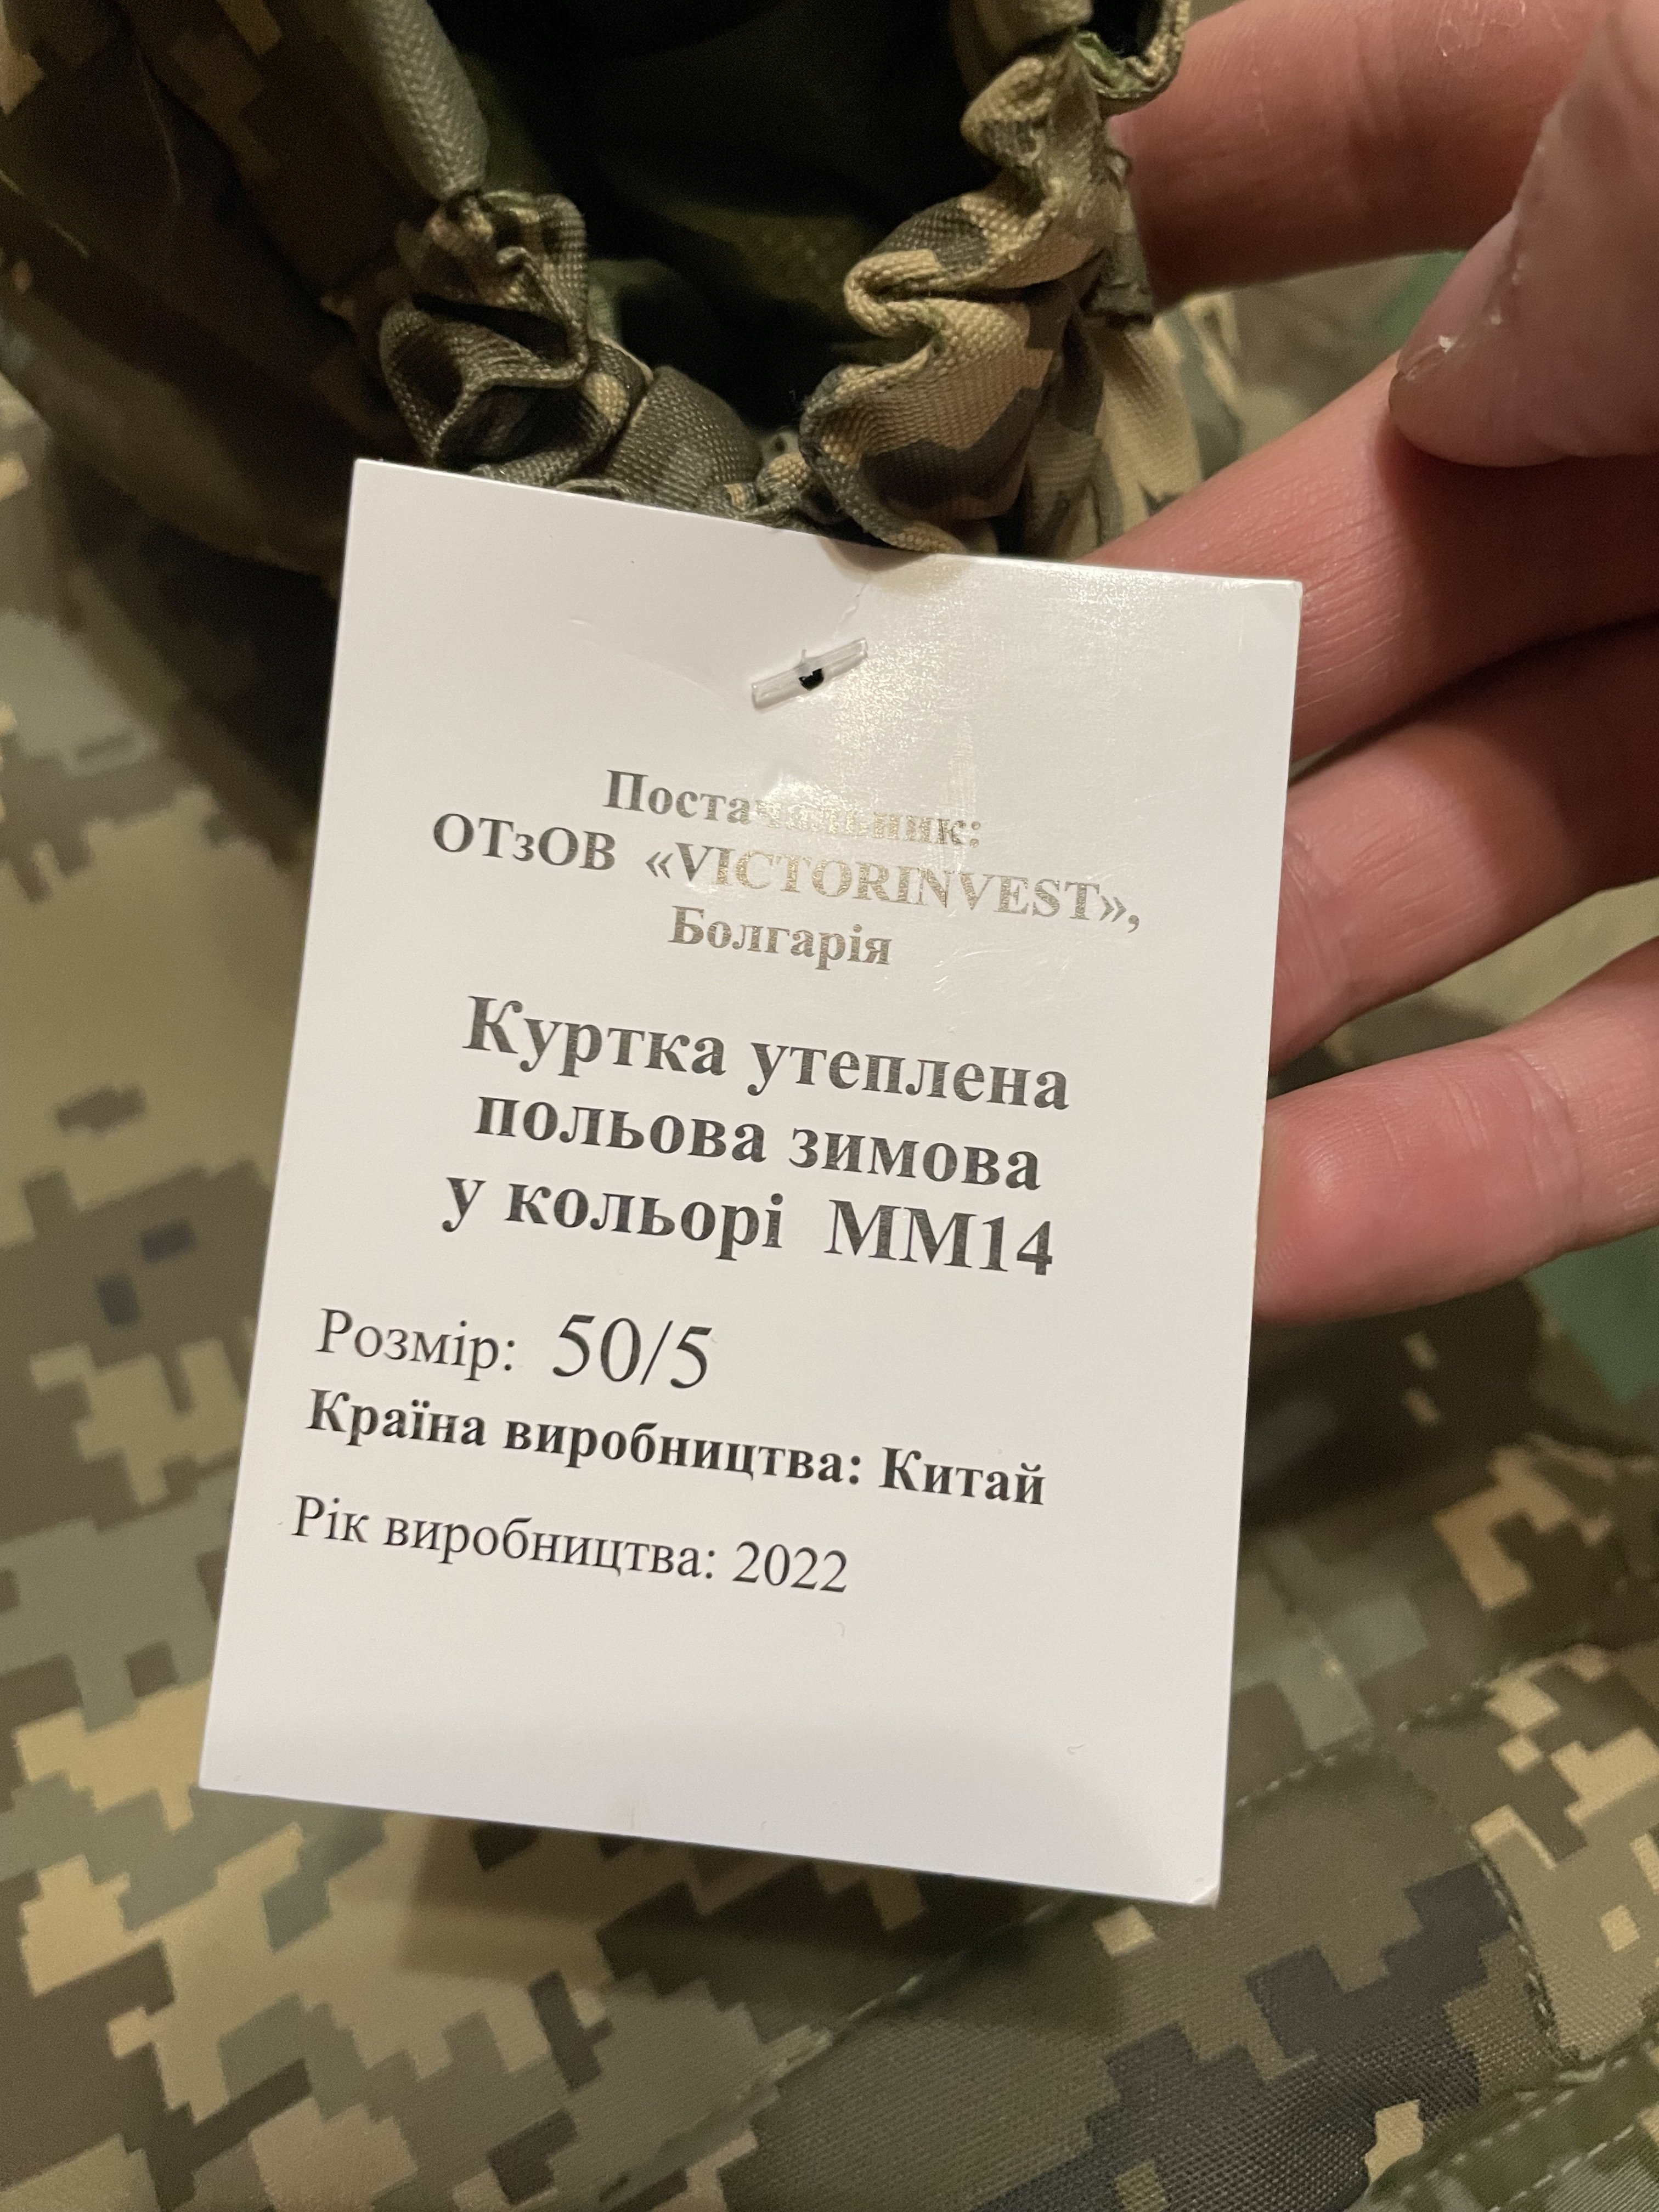 Постачальник:
ОТзОВ «VICTORINVEST»,
Болгарія
Куртка утеплена
польова зимова
у кольорі ММ14
Розмір: 50/5
Країна виробництва: Китай
Рік виробництва: 2022